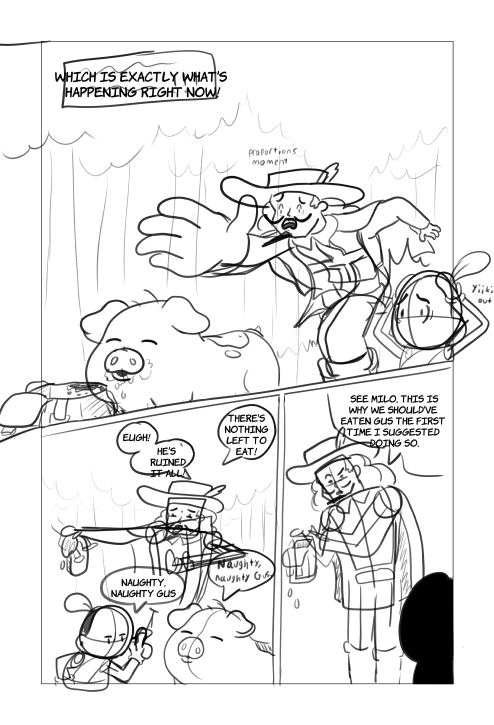 WHICH IS EXACTLY WHAT'S
HAPPENING RIGHT NOW!
proportions
moment
Yiiki
out
EUGH!
HE'S
RUINED
IT ALL,
THERE'S
NOTHING
LEFT TO
EAT!
Naughty,
naughty Gus
NAUGHTY,
NAUGHTY GUS
SEE MILO, THIS IS
WHY WE SHOULD'VE
EATEN GUS THE FIRST
TIME I SUGGESTED
DOING SO.